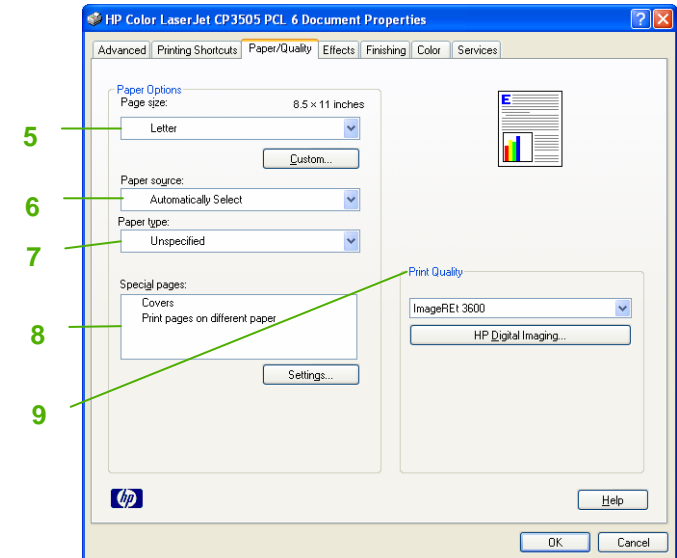 HP Color LaserJet CP3505 PCL 6 Document Properties
Advanced Printing Shortcuts Paper/Quality Effects Finishing Color Services
Paper Options
Page size: 8.5 × 11 inches
5 Letter
Custom...
Paper source:
6 Automatically Select
Paper type:
7 Unspecified
Special pages:
8 Covers
Print pages on different paper
Settings...
9 Print Quality
ImageREt 3600
HP Digital Imaging...
E
hp
Help
OK Cancel